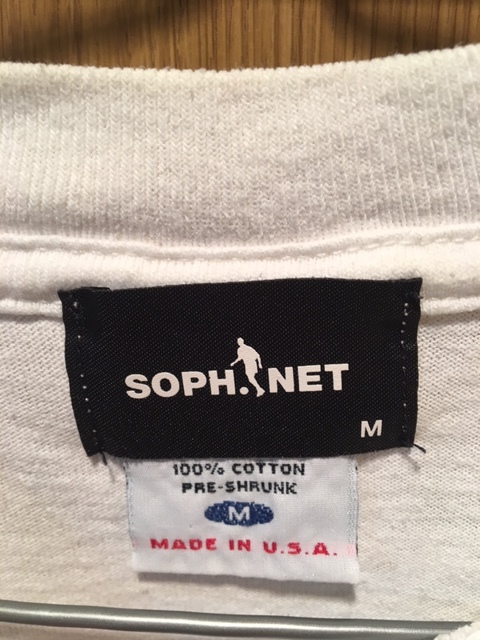 SOPH.NET
M
100% COTTON
PRE-SHRUNK
M
MADE IN U.S.A.